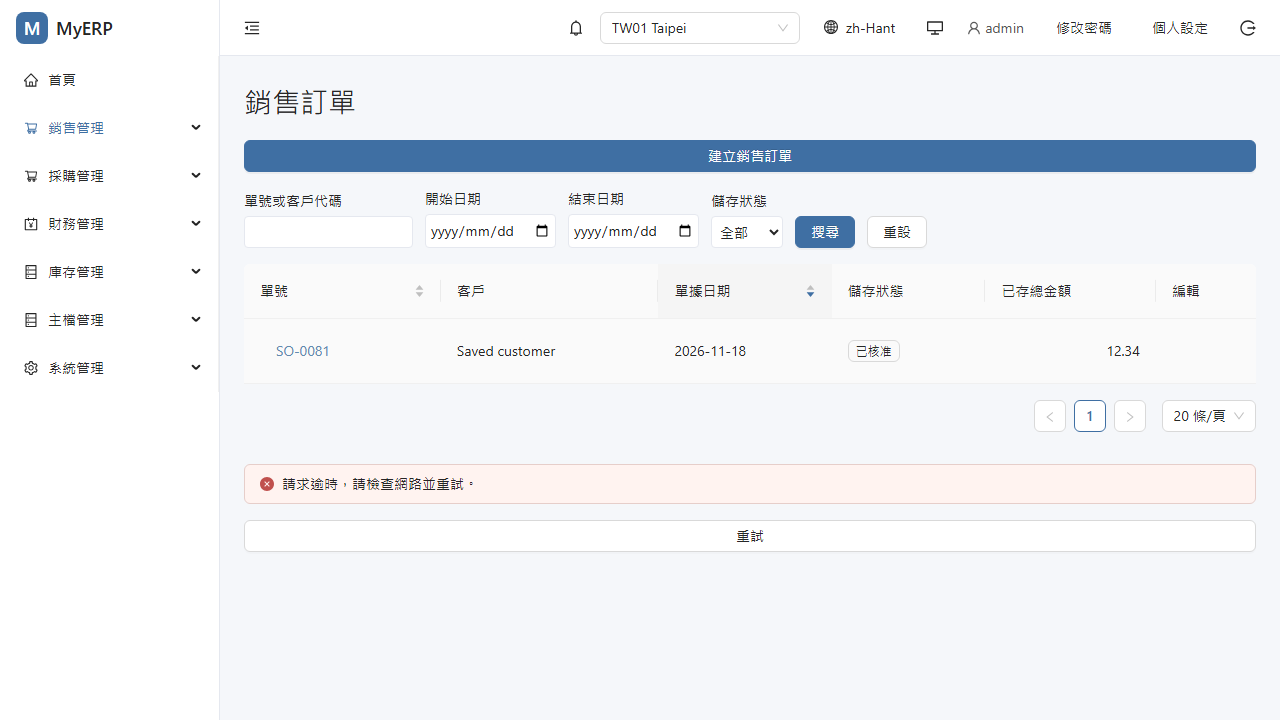 M MyERP
TW01 Taipei
zh-Hant
admin
修改密碼
個人設定
首頁
銷售管理
採購管理
財務管理
庫存管理
主檔管理
系統管理
銷售訂單
建立銷售訂單
單號或客戶代碼
開始日期
結束日期
儲存狀態
yyyy/mm/dd
yyyy/mm/dd
全部
搜尋
重設
單號 客戶 單據日期 儲存狀態 已存總金額 編輯
SO-0081 Saved customer 2026-11-18 已核准 12.34
1
20 條/頁
請求逾時，請檢查網路並重試。
重試